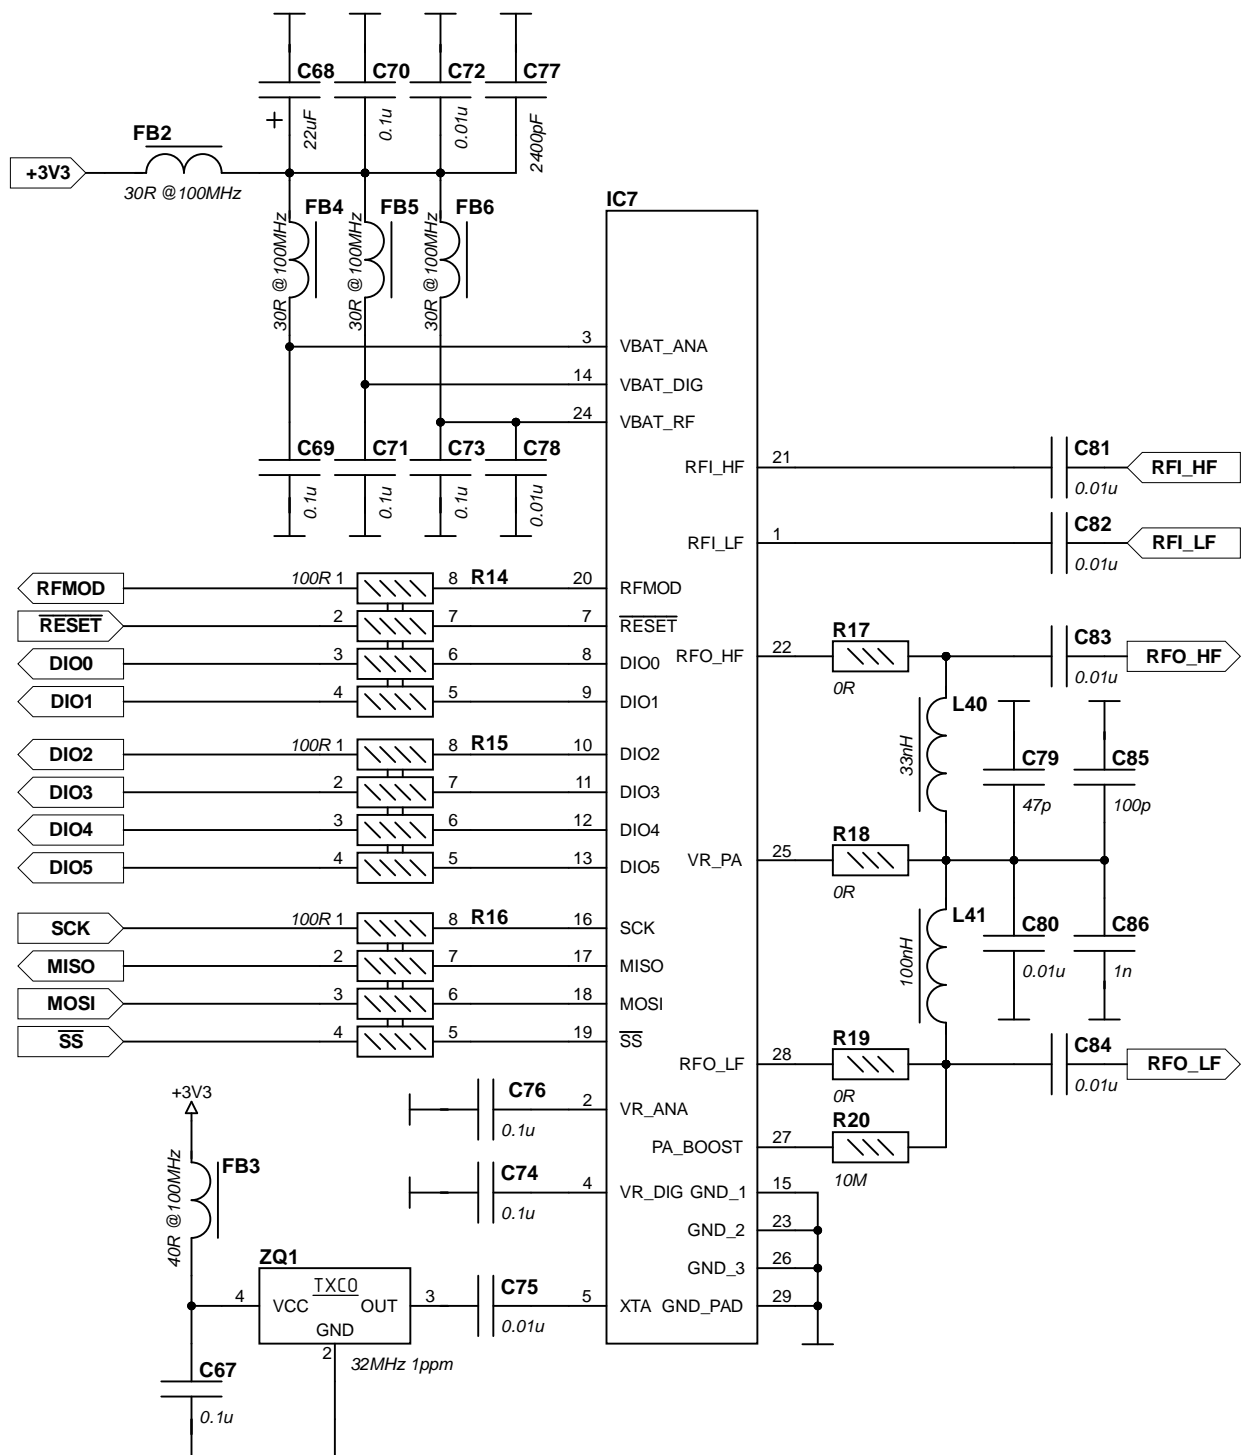 C68
C70
C72
C77
+
22uF
0.1u
0.01u
2400pF
FB2
+3V3
30R @100MHz
FB4
FB5
FB6
30R @100MHz
30R @100MHz
30R @100MHz
IC7
3 VBAT_ANA
14 VBAT_DIG
24 VBAT_RF
C69
C71
C73
C78
0.1u
0.1u
0.1u
0.01u
RFI_HF 21
C81
0.01u
RFI_HF
RFI_LF 1
C82
0.01u
RFI_LF
RFMOD 100R 1 8 R14 20 RFMOD
RESET 2 7 7 RESET
DIO0 3 6 8 DIO0
DIO1 4 5 9 DIO1
RFO_HF 22
R17
0R
C83
0.01u
RFO_HF
L40
33nH
C79
47p
C85
100p
DIO2 100R 1 8 R15 10 DIO2
DIO3 2 7 11 DIO3
DIO4 3 6 12 DIO4
DIO5 4 5 13 DIO5
VR_PA 25
R18
0R
L41
100nH
C80
0.01u
C86
1n
SCK 100R 1 8 R16 16 SCK
MISO 2 7 17 MISO
MOSI 3 6 18 MOSI
SS 4 5 19 SS
RFO_LF 28
R19
0R
C84
0.01u
RFO_LF
PA_BOOST 27
R20
10M
C76
0.1u
2 VR_ANA
C74
0.1u
4 VR_DIG
GND_1 15
GND_2 23
GND_3 26
GND_PAD 29
+3V3
FB3
40R @100MHz
ZQ1
TXCO
4 VCC OUT 3
GND
2
32MHz 1ppm
C75
0.01u
5 XTA
C67
0.1u